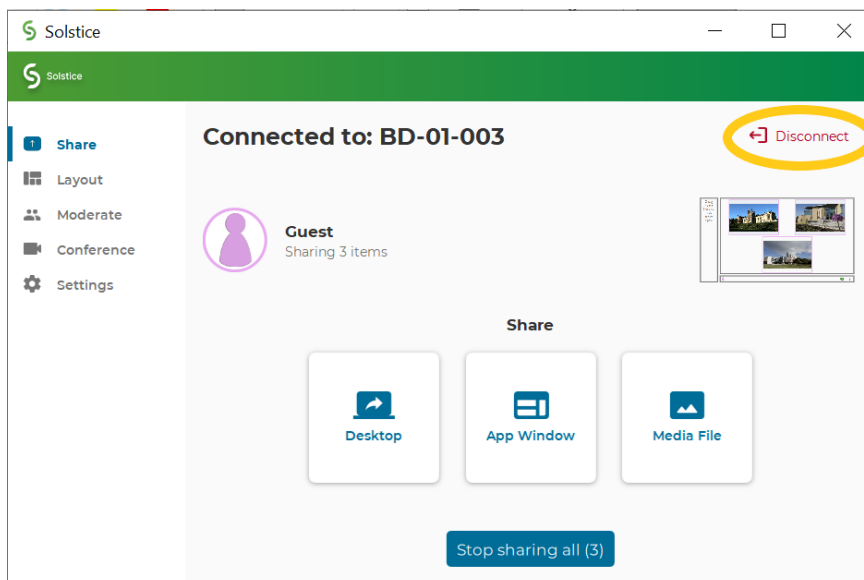 Solstice
Solstice
Share
Layout
Moderate
Conference
Settings
Connected to: BD-01-003
Disconnect
Guest
Sharing 3 items
Share
Desktop
App Window
Media File
Stop sharing all (3)